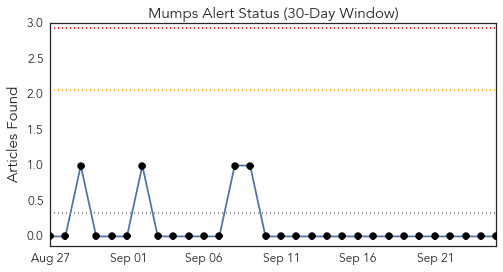 Mumps Alert Status (30-Day Window)
Articles Found
3.0
2.5
2.0
1.5
1.0
0.5
0.0
Aug 27 Sep 01 Sep 06 Sep 11 Sep 16 Sep 21